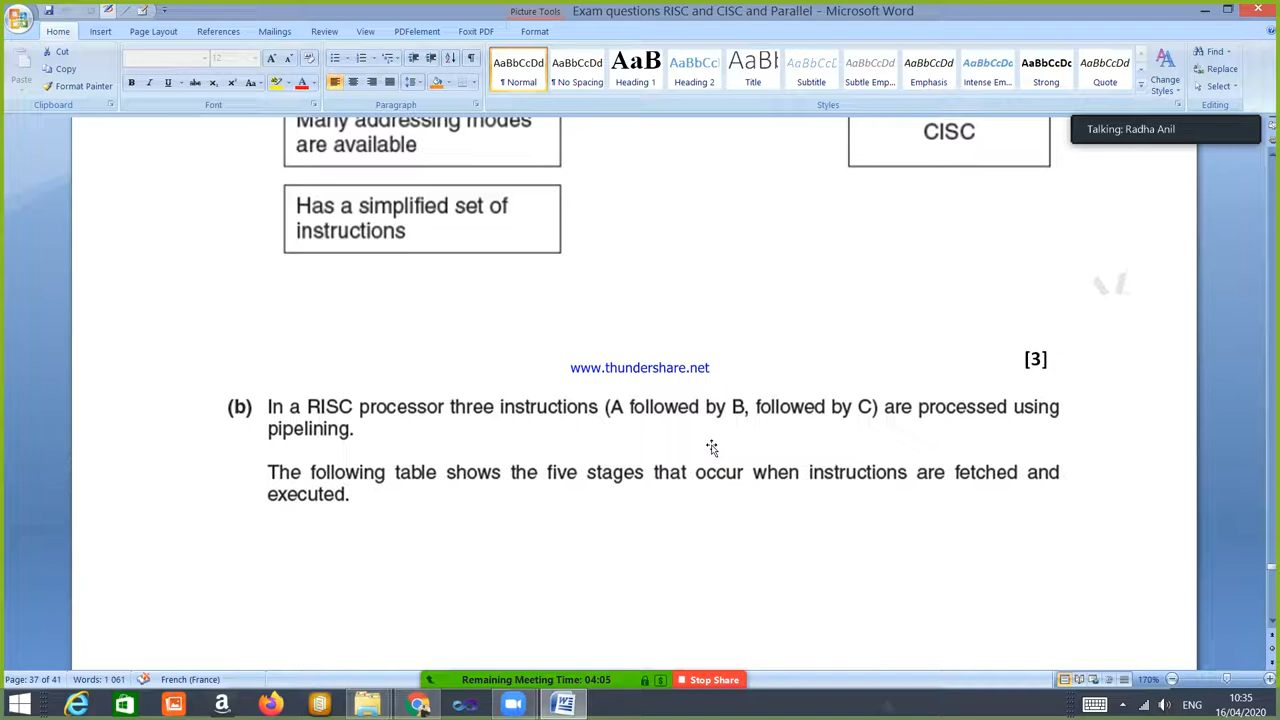 Picture Tools
Exam questions RISC and CISC and Parallel - Microsoft Word
Home Insert Page Layout References Mailings Review View PDFelement Foxit PDF Format
Cut
Copy
Format Painter
Paste
Clipboard
12
Font
Paragraph
AaBbCcDd AaBbCcDd AaB AaBbCc AaB AaBbCcD AaBbCcD AaBbCcDd AaBbCcDc AaBbCcDc AaBbCcDd
¶ Normal ¶ No Spacing Heading 1 Heading 2 Title Subtitle Subtle Emp... Emphasis Intense Em... Strong Quote
Styles
Change
Styles
Find
Replace
Select
Editing
Talking: Radha Anil
Many addressing modes
are available
CISC
Has a simplified set of
instructions
[3]
www.thundershare.net
(b) In a RISC processor three instructions (A followed by B, followed by C) are processed using
pipelining.
The following table shows the five stages that occur when instructions are fetched and
executed.
Page: 37 of 41 Words: 1 061 French (France)
Remaining Meeting Time: 04:05
Stop Share
170%
ENG
10:35
16/04/2020